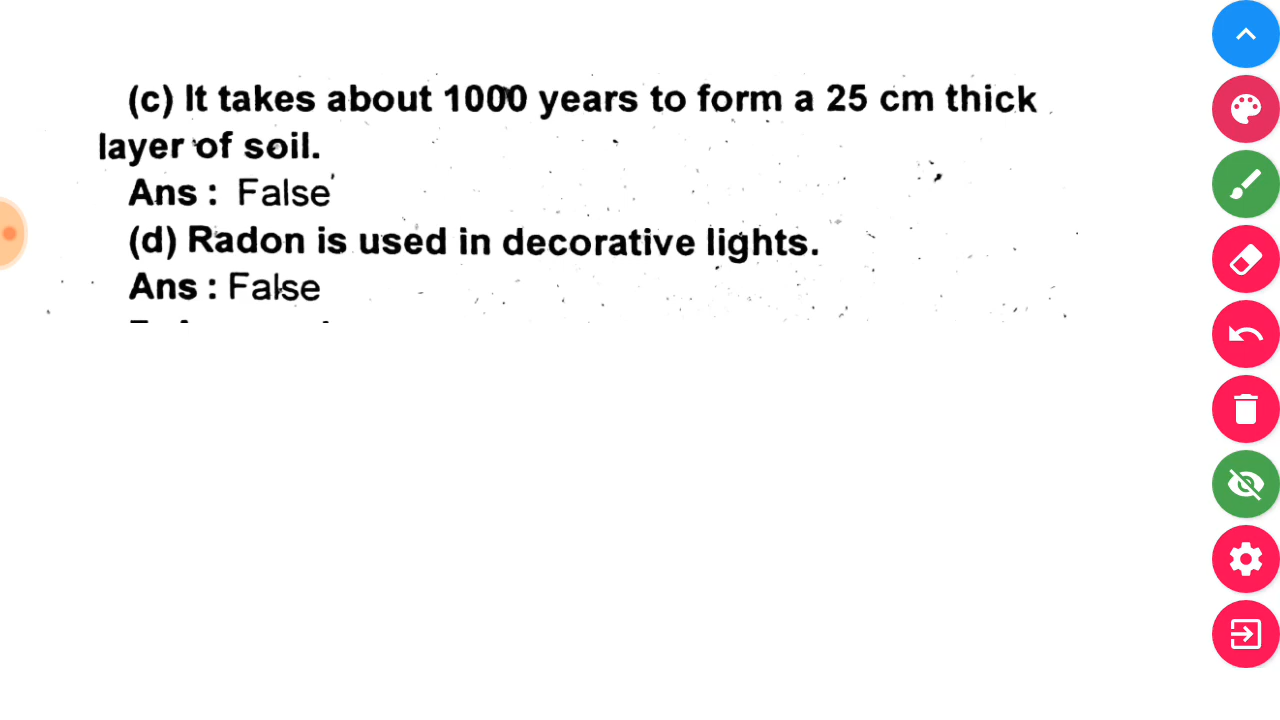 (c) It takes about 1000 years to form a 25 cm thick
layer of soil.
Ans : False
(d) Radon is used in decorative lights.
Ans : False